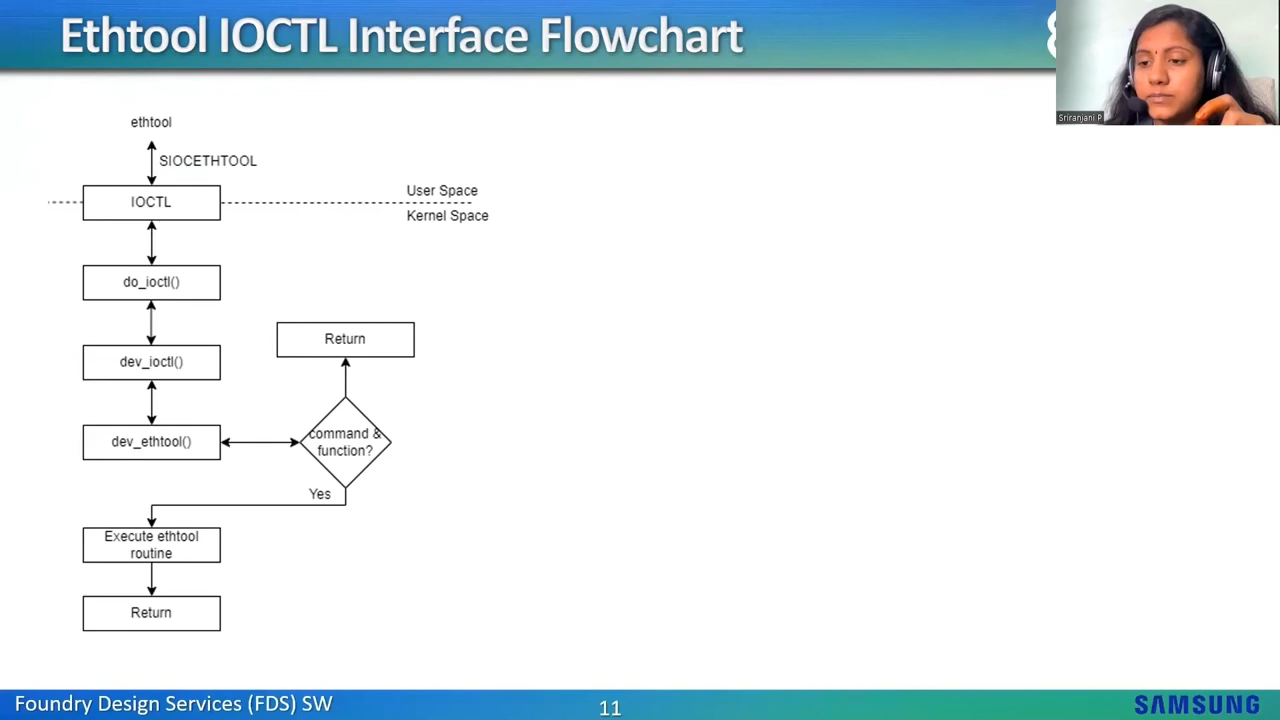 Ethtool IOCTL Interface Flowchart
Sriranjani P
ethtool
SIOCETHTOOL
IOCTL
User Space
Kernel Space
do_ioctl()
dev_ioctl()
dev_ethtool()
Return
command &
function?
Yes
Execute ethtool
routine
Return
Foundry Design Services (FDS) SW
11
SAMSUNG